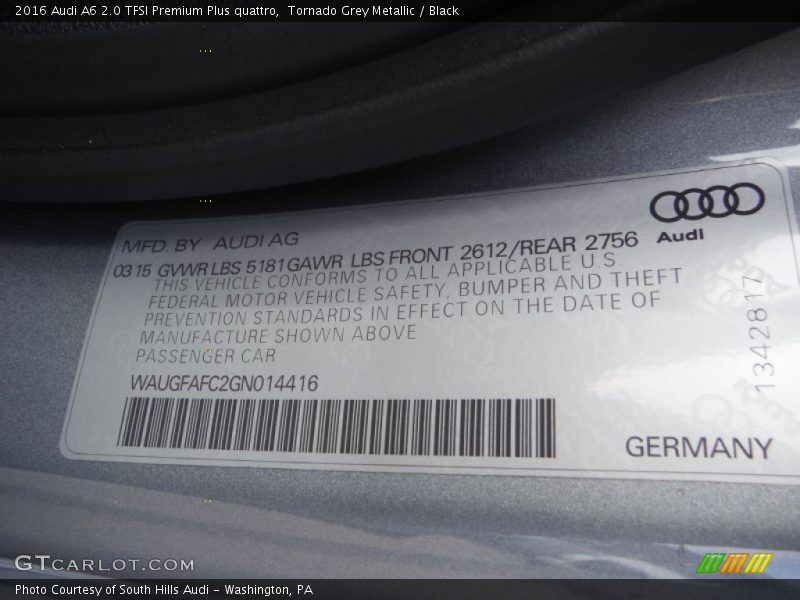 2016 Audi A6 2.0 TFSI Premium Plus quattro, Tornado Grey Metallic / Black
Audi
MFD. BY AUDI AG
03 15 GVWR LBS 5181 GAWR LBS FRONT 2612/REAR 2756
THIS VEHICLE CONFORMS TO ALL APPLICABLE U.S
FEDERAL MOTOR VEHICLE SAFETY, BUMPER AND THEFT
PREVENTION STANDARDS IN EFFECT ON THE DATE OF
MANUFACTURE SHOWN ABOVE
PASSENGER CAR
WAUGFAFC2GN014416
1342817
GERMANY
GTCARLOT.COM
Photo Courtesy of South Hills Audi - Washington, PA